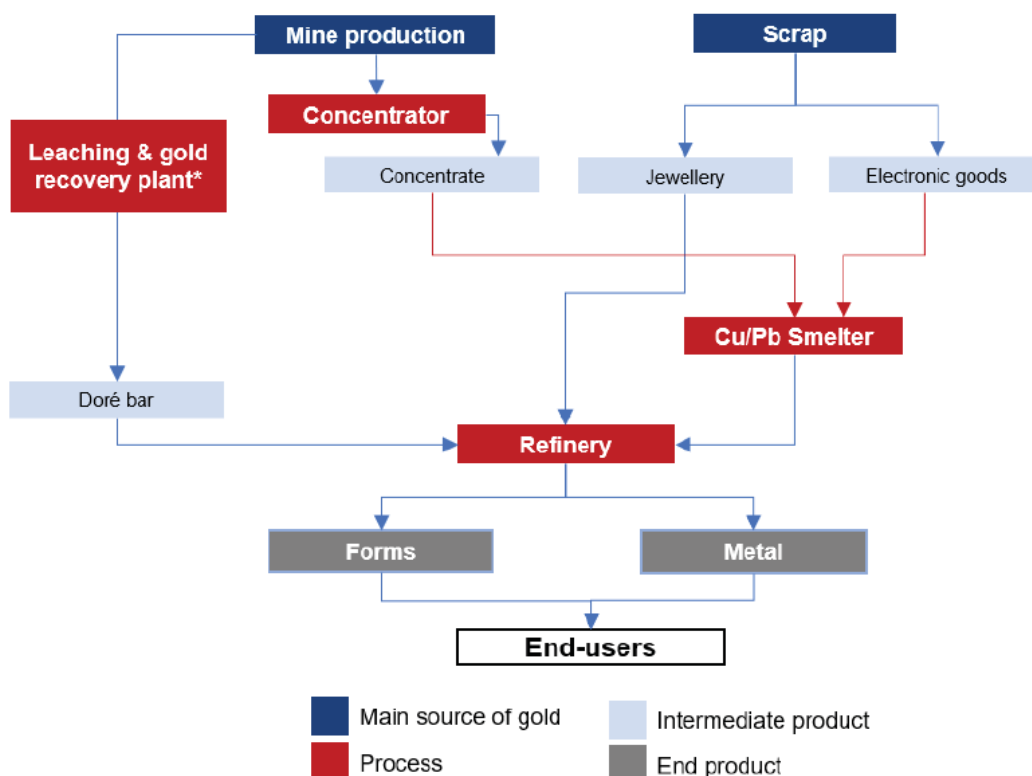 Mine production
Scrap
Concentrator
Leaching & gold
recovery plant*
Concentrate
Jewellery
Electronic goods
Cu/Pb Smelter
Doré bar
Refinery
Forms
Metal
End-users
Main source of gold
Intermediate product
Process
End product